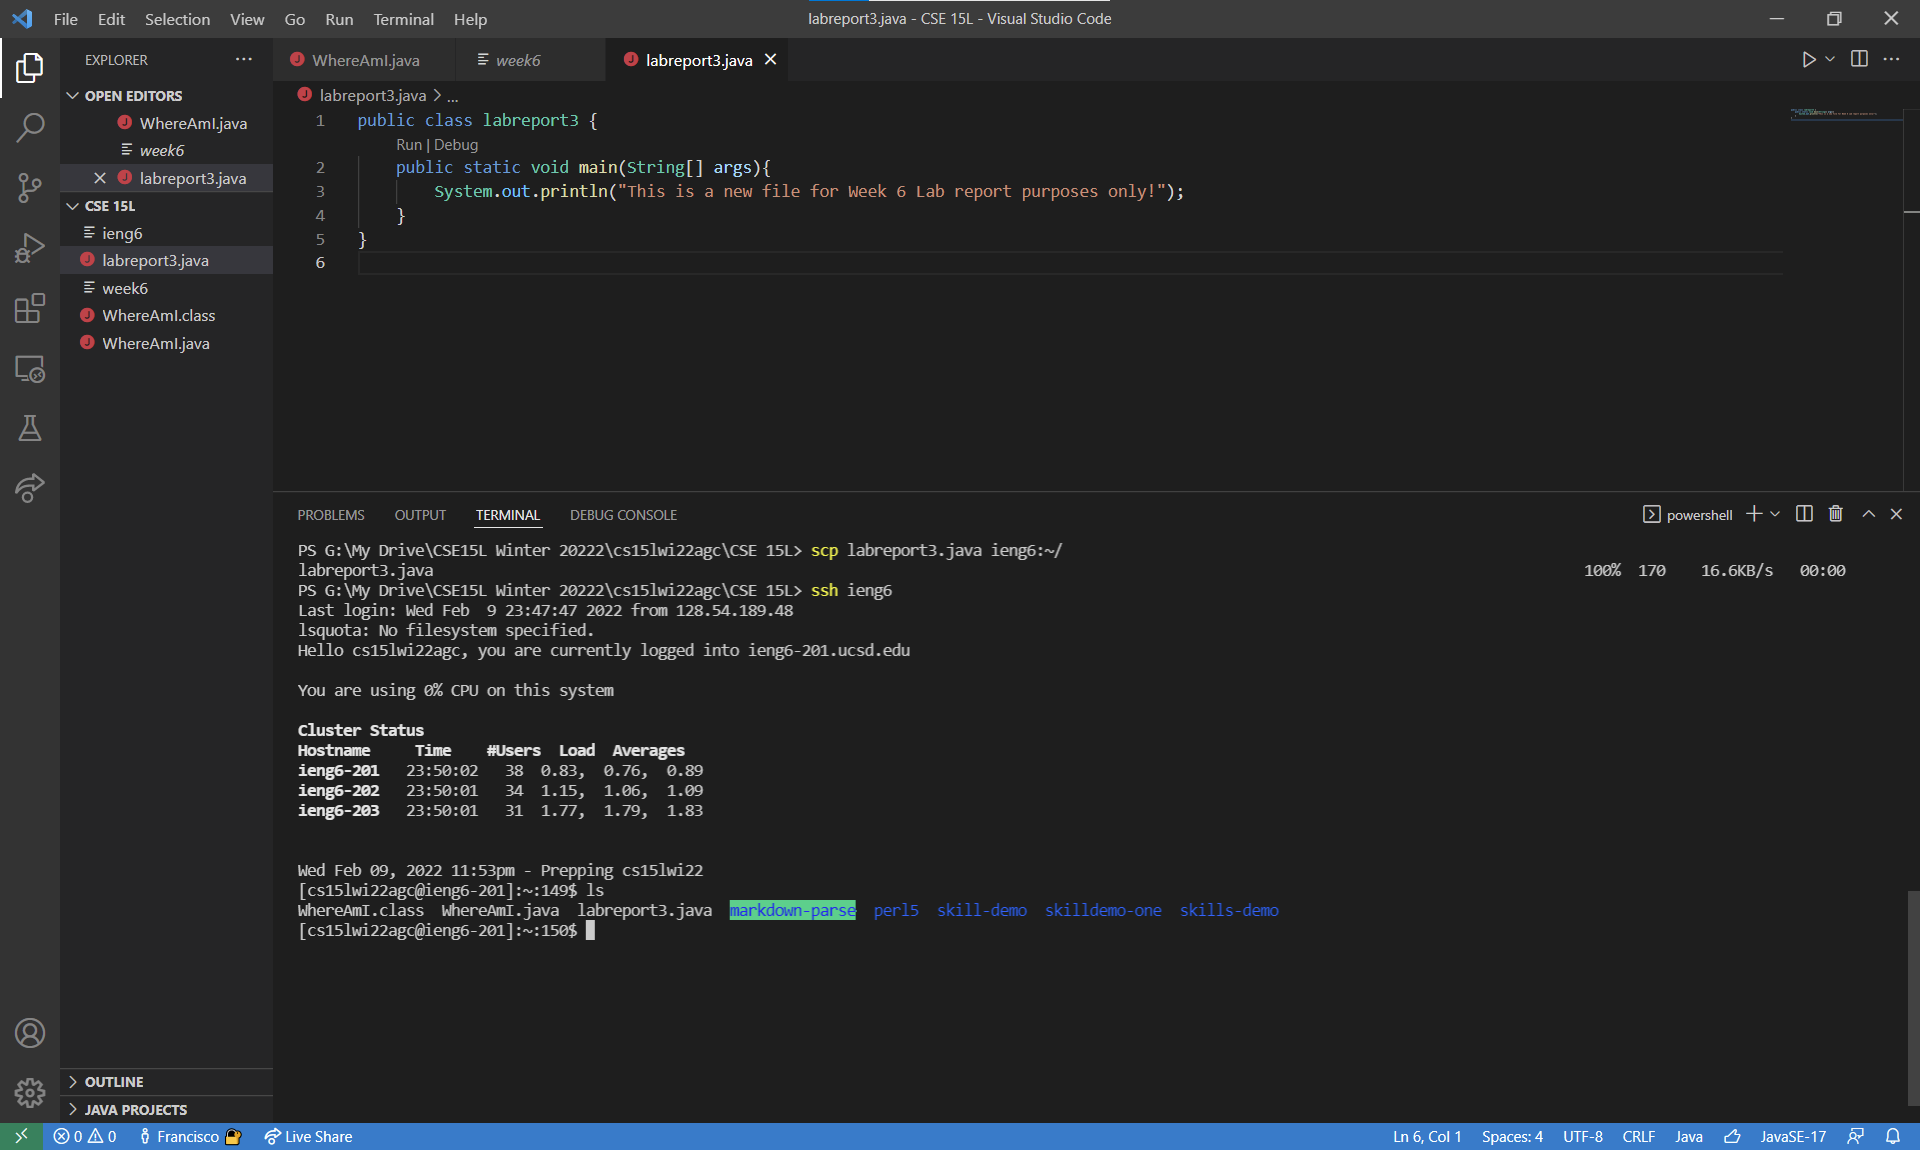 File Edit Selection View Go Run Terminal Help
labreport3.java - CSE 15L - Visual Studio Code
EXPLORER
OPEN EDITORS
WhereAmI.java
week6
labreport3.java
CSE 15L
ieng6
labreport3.java
week6
WhereAmI.class
WhereAmI.java
OUTLINE
JAVA PROJECTS
WhereAmI.java week6 labreport3.java
labreport3.java > ...
1 public class labreport3 {
Run | Debug
2 public static void main(String[] args){
3 System.out.println("This is a new file for Week 6 Lab report purposes only!");
4 }
5 }
6
PROBLEMS OUTPUT TERMINAL DEBUG CONSOLE
powershell
PS G:\My Drive\CSE15L Winter 20222\cs15lwi22agc\CSE 15L> scp labreport3.java ieng6:~/
labreport3.java 100% 170 16.6KB/s 00:00
PS G:\My Drive\CSE15L Winter 20222\cs15lwi22agc\CSE 15L> ssh ieng6
Last login: Wed Feb  9 23:47:47 2022 from 128.54.189.48
lsquota: No filesystem specified.
Hello cs15lwi22agc, you are currently logged into ieng6-201.ucsd.edu
You are using 0% CPU on this system
Cluster Status
Hostname Time #Users Load Averages
ieng6-201 23:50:02 38 0.83, 0.76, 0.89
ieng6-202 23:50:01 34 1.15, 1.06, 1.09
ieng6-203 23:50:01 31 1.77, 1.79, 1.83
Wed Feb 09, 2022 11:53pm - Prepping cs15lwi22
[cs15lwi22agc@ieng6-201]:~:149$ ls
WhereAmI.class WhereAmI.java labreport3.java markdown-parse perl5 skill-demo skilldemo-one skills-demo
[cs15lwi22agc@ieng6-201]:~:150$
0 0 Francisco Live Share
Ln 6, Col 1 Spaces: 4 UTF-8 CRLF Java JavaSE-17